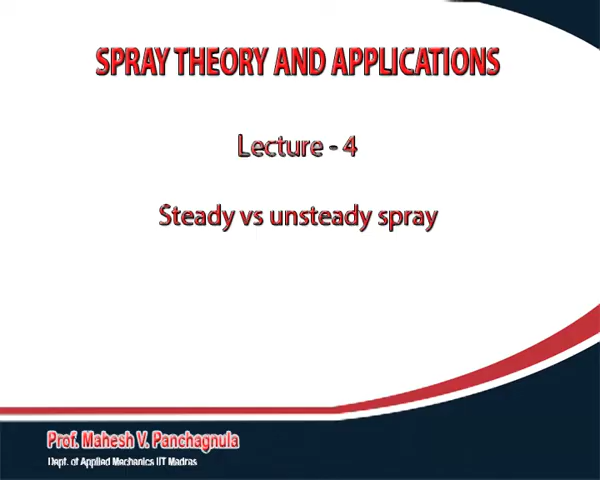 SPRAY THEORY AND APPLICATIONS
Lecture - 4
Steady vs unsteady spray
Prof. Mahesh V. Panchagnula
Dept. of Applied Mechanics IIT Madras